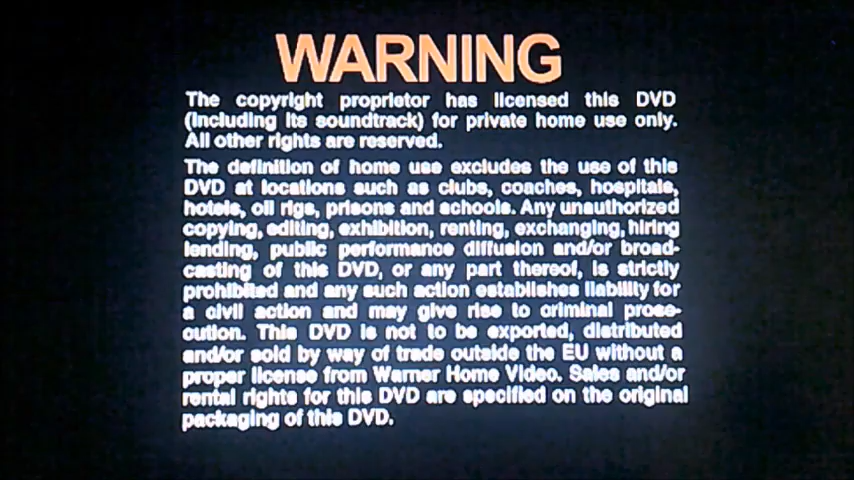 WARNING
The copyright proprietor has licensed this DVD
(including its soundtrack) for private home use only.
All other rights are reserved.
The definition of home use excludes the use of this
DVD at locations such as clubs, coaches, hospitals,
hotels, oil rigs, prisons and schools. Any unauthorized
copying, editing, exhibition, renting, exchanging, hiring
lending, public performance diffusion and/or broad-
casting of this DVD, or any part thereof, is strictly
prohibited and any such action establishes liability for
a civil action and may give rise to criminal prose-
cution. This DVD is not to be exported, distributed
and/or sold by way of trade outside the EU without a
proper license from Warner Home Video. Sales and/or
rental rights for this DVD are specified on the original
packaging of this DVD.